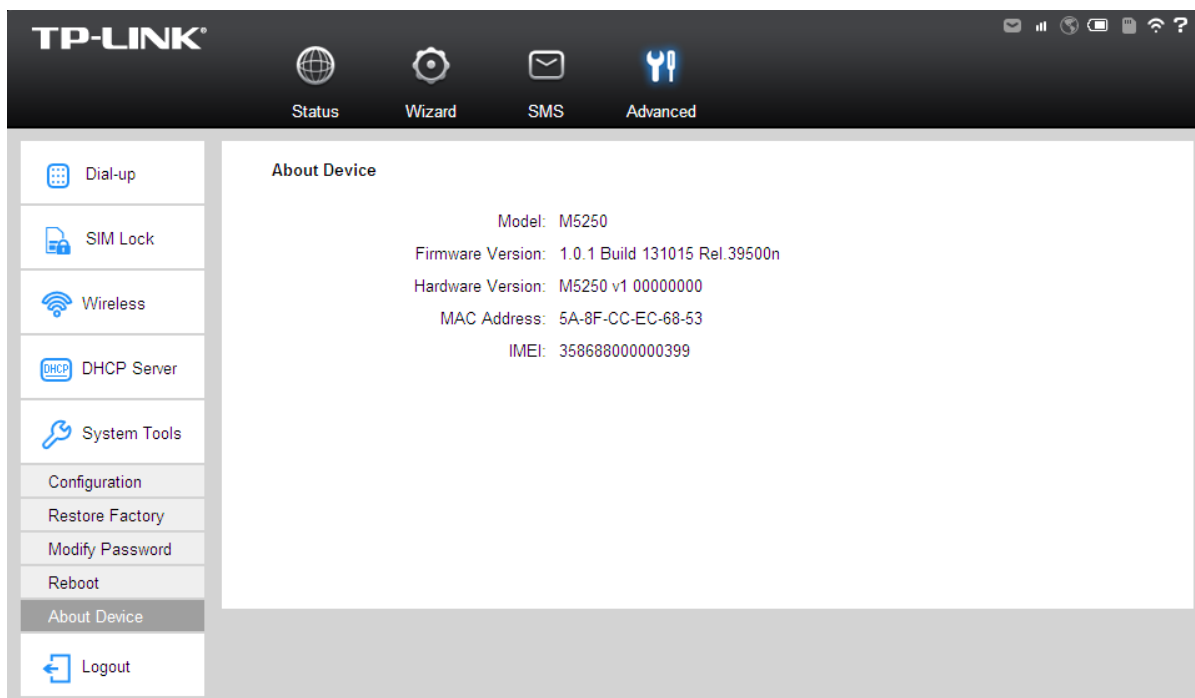 TP-LINK®
Status Wizard SMS Advanced
Dial-up
SIM Lock
Wireless
DHCP DHCP Server
System Tools
Configuration
Restore Factory
Modify Password
Reboot
About Device
Logout
About Device
Model: M5250
Firmware Version: 1.0.1 Build 131015 Rel.39500n
Hardware Version: M5250 v1 00000000
MAC Address: 5A-8F-CC-EC-68-53
IMEI: 358688000000399